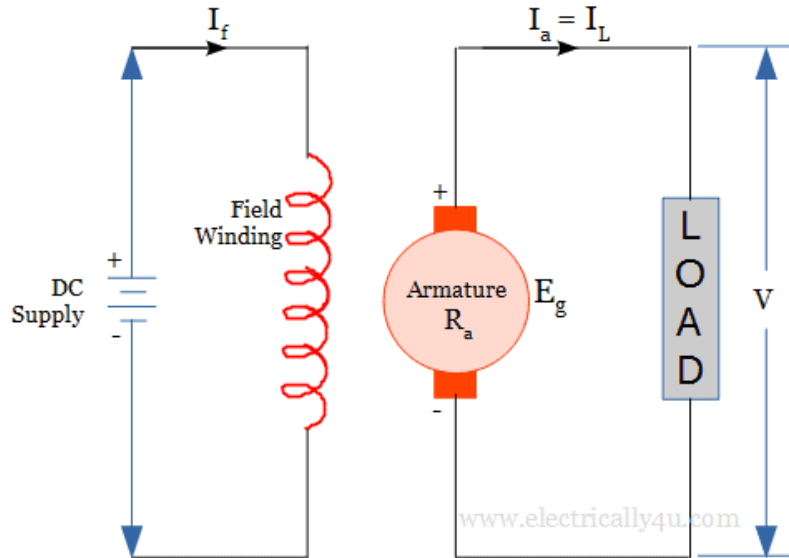 I_f
I_a = I_L
+
Field
Winding
+
DC
Supply
-
Armature
R_a
E_g
-
L
O
A
D
V
www.electrically4u.com